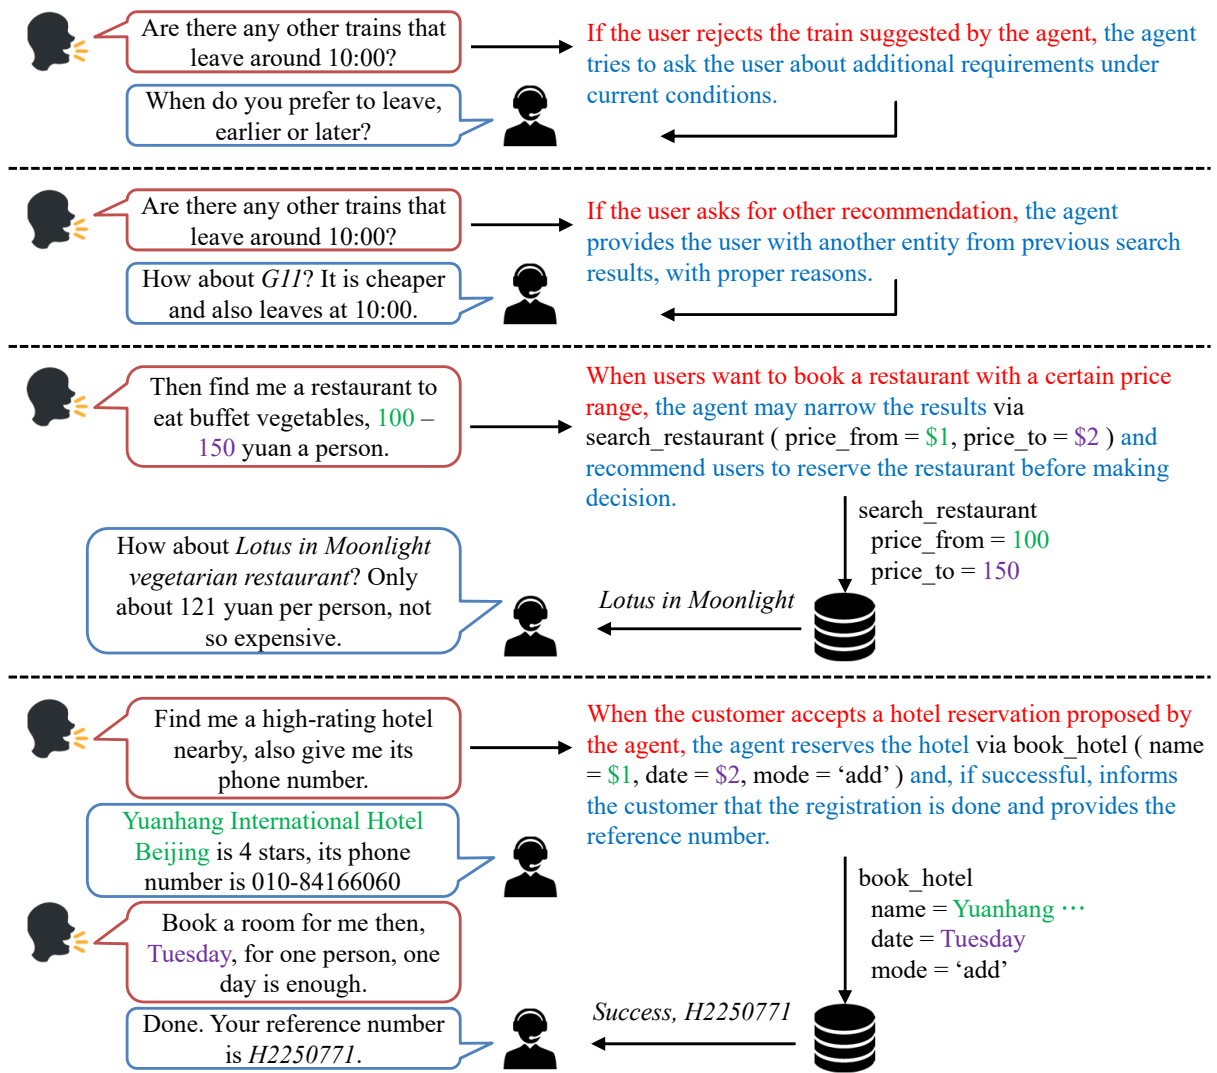 Are there any other trains that
leave around 10:00?
If the user rejects the train suggested by the agent, the agent
tries to ask the user about additional requirements under
current conditions.
When do you prefer to leave,
earlier or later?
Are there any other trains that
leave around 10:00?
If the user asks for other recommendation, the agent
provides the user with another entity from previous search
results, with proper reasons.
How about G11? It is cheaper
and also leaves at 10:00.
Then find me a restaurant to
eat buffet vegetables, 100 –
150 yuan a person.
When users want to book a restaurant with a certain price
range, the agent may narrow the results via
search_restaurant ( price_from = $1, price_to = $2 ) and
recommend users to reserve the restaurant before making
decision.
search_restaurant
price_from = 100
price_to = 150
Lotus in Moonlight
How about Lotus in Moonlight
vegetarian restaurant? Only
about 121 yuan per person, not
so expensive.
Find me a high-rating hotel
nearby, also give me its
phone number.
When the customer accepts a hotel reservation proposed by
the agent, the agent reserves the hotel via book_hotel ( name
= $1, date = $2, mode = ‘add’ ) and, if successful, informs
the customer that the registration is done and provides the
reference number.
Yuanhang International Hotel
Beijing is 4 stars, its phone
number is 010-84166060
Book a room for me then,
Tuesday, for one person, one
day is enough.
book_hotel
name = Yuanhang ⋯
date = Tuesday
mode = ‘add’
Success, H2250771
Done. Your reference number
is H2250771.